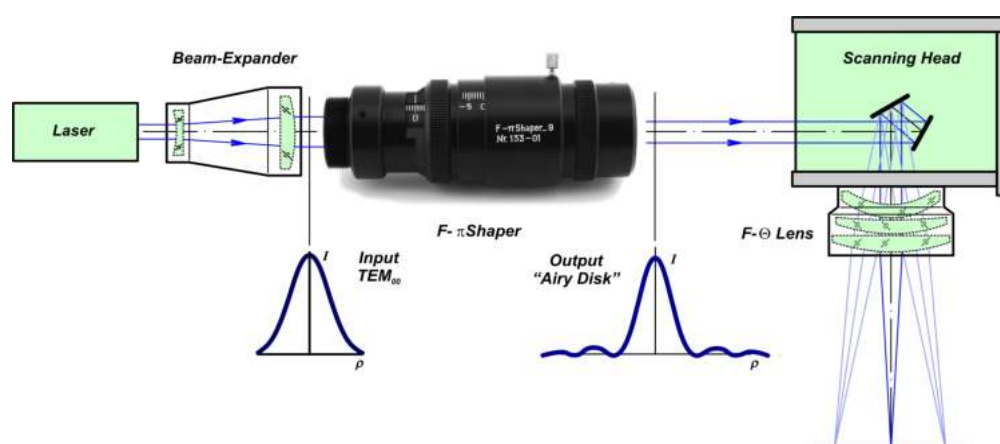 Beam-Expander
Scanning Head
Laser
F-πShaper_9
Nr. 133-01
F- πShaper
F-Θ Lens
Input
TEM₀₀
I
ρ
Output
“Airy Disk”
I
ρ